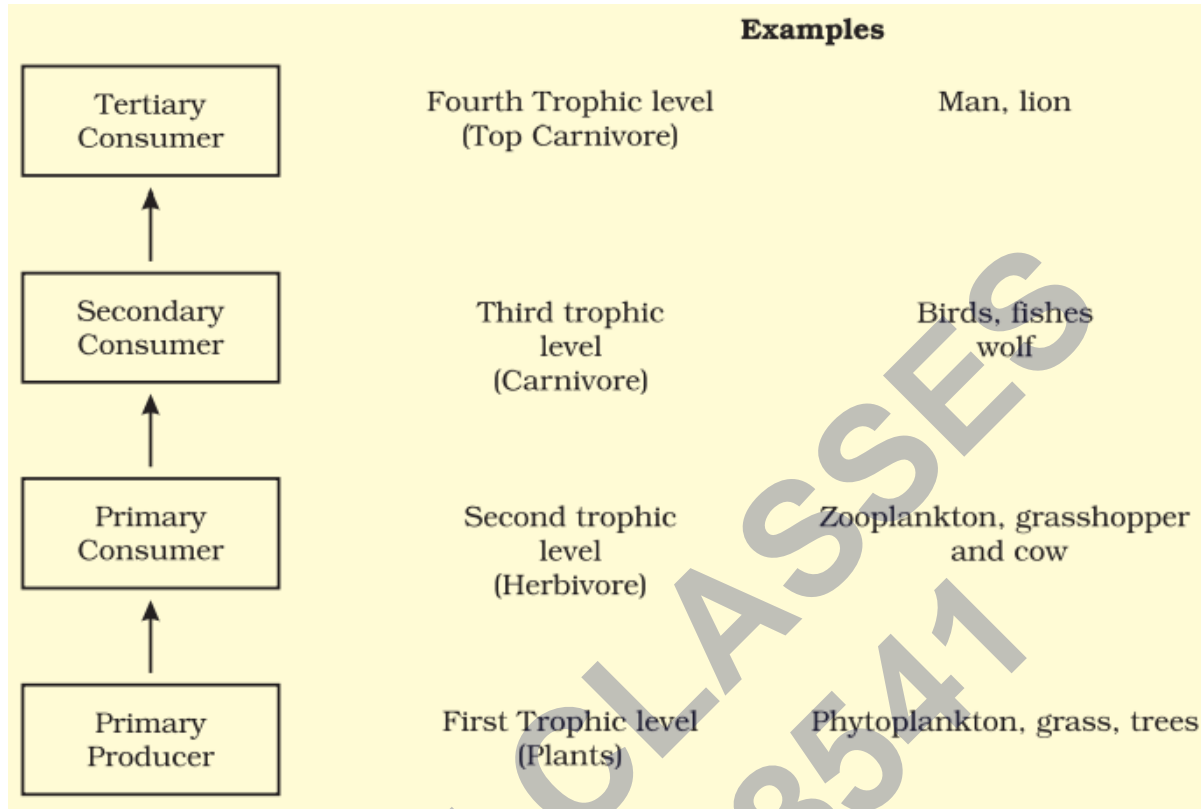 Examples
Tertiary
Consumer
Fourth Trophic level
(Top Carnivore)
Man, lion
Secondary
Consumer
Third trophic
level
(Carnivore)
Birds, fishes
wolf
Primary
Consumer
Second trophic
level
(Herbivore)
Zooplankton, grasshopper
and cow
Primary
Producer
First Trophic level
(Plants)
Phytoplankton, grass, trees
CLASSES
8541